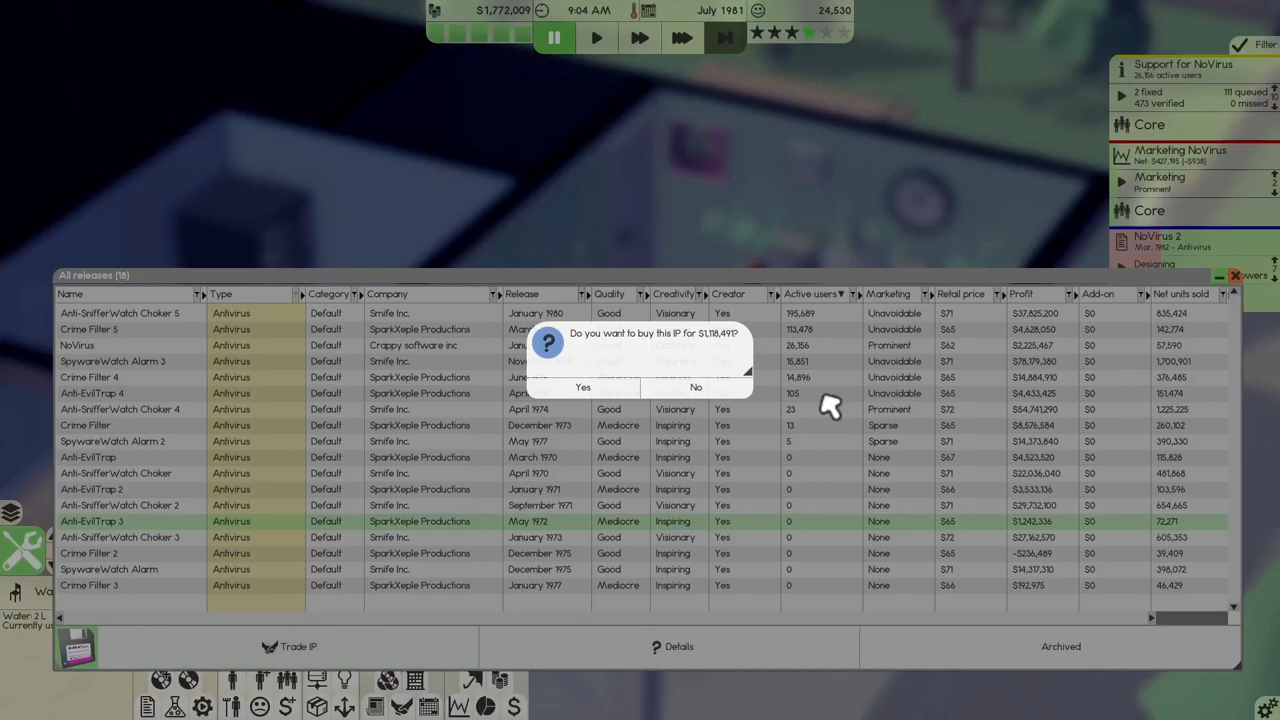 $1,772,009 9:04 AM July 1981 24,530
Filter
Support for NoVirus
26,156 active users
2 fixed 111 queued
473 verified 0 missed
Core
Marketing NoVirus
Net: $427,195 (-$938)
Marketing
Prominent
2
Core
NoVirus 2
Mar. 1982 - Antivirus
Designing
All releases (18)
Name Type Category Company Release Quality Creativity Creator Active users Marketing Retail price Profit Add-on Net units sold
Anti-SnifferWatch Choker 5 Antivirus Default Smife Inc. January 1980 Good Visionary Yes 195,689 Unavoidable $71 $37,825,200 $0 835,424
Crime Filter 5 Antivirus Default SparkXeple Productions 113,478 Unavoidable $65 $4,628,050 $0 142,774
NoVirus Antivirus Default Crappy software inc 26,156 Prominent $62 $2,225,467 $0 57,590
SpywareWatch Alarm 3 Antivirus Default Smife Inc. 15,851 Unavoidable $71 $78,179,380 $0 1,700,901
Crime Filter 4 Antivirus Default SparkXeple Productions 14,896 Unavoidable $65 $14,884,910 $0 376,485
Anti-EvilTrap 4 Antivirus Default SparkXeple Productions 105 Unavoidable $65 $4,433,425 $0 151,474
Anti-SnifferWatch Choker 4 Antivirus Default Smife Inc. April 1974 Good Visionary Yes 23 Prominent $72 $54,741,290 $0 1,225,225
Crime Filter Antivirus Default SparkXeple Productions December 1973 Mediocre Inspiring Yes 13 Sparse $65 $8,576,584 $0 260,102
SpywareWatch Alarm 2 Antivirus Default Smife Inc. May 1977 Good Inspiring Yes 5 Sparse $71 $14,373,840 $0 390,330
Anti-EvilTrap Antivirus Default SparkXeple Productions March 1970 Mediocre Inspiring Yes 0 None $67 $4,523,520 $0 115,828
Anti-SnifferWatch Choker Antivirus Default Smife Inc. April 1970 Good Visionary Yes 0 None $71 $22,036,040 $0 481,868
Anti-EvilTrap 2 Antivirus Default SparkXeple Productions January 1971 Mediocre Inspiring Yes 0 None $66 $3,533,136 $0 103,596
Anti-SnifferWatch Choker 2 Antivirus Default Smife Inc. September 1971 Good Visionary Yes 0 None $71 $29,732,100 $0 654,665
Anti-EvilTrap 3 Antivirus Default SparkXeple Productions May 1972 Mediocre Inspiring Yes 0 None $65 $1,242,336 $0 72,271
Anti-SnifferWatch Choker 3 Antivirus Default Smife Inc. January 1973 Good Visionary Yes 0 None $72 $27,162,570 $0 640,036
Crime Filter 2 Antivirus Default SparkXeple Productions December 1975 Good Inspiring Yes 0 None $65 -$236,489 $0 39,409
SpywareWatch Alarm Antivirus Default Smife Inc. December 1975 Good Inspiring Yes 0 None $71 $14,317,310 $0 398,072
Crime Filter 3 Antivirus Default SparkXeple Productions January 1977 Mediocre Inspiring Yes 0 None $66 $192,975 $0 46,429
Do you want to buy this IP for $1,118,491?
Yes No
Trade IP Details Archived
Water: 2 L